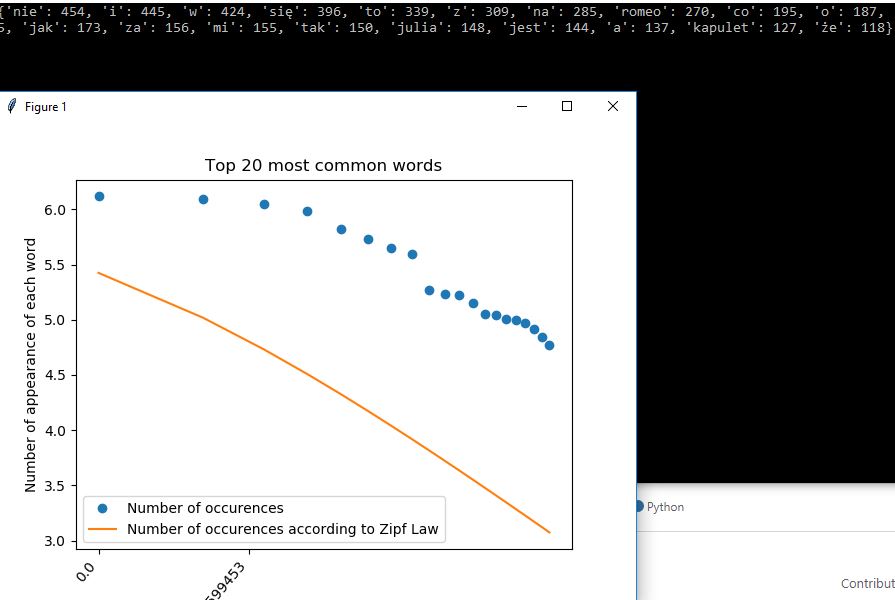 {'nie': 454, 'i': 445, 'w': 424, 'się': 396, 'to': 339, 'z': 309, 'na': 285, 'romeo': 270, 'co': 195, 'o': 187,
5, 'jak': 173, 'za': 156, 'mi': 155, 'tak': 150, 'julia': 148, 'jest': 144, 'a': 137, 'kapulet': 127, 'że': 118}
Figure 1
Top 20 most common words
Number of appearance of each word
6.0
5.5
5.0
4.5
4.0
3.5
3.0
Number of occurences
Number of occurences according to Zipf Law
0.0
599453
Python
Contribut